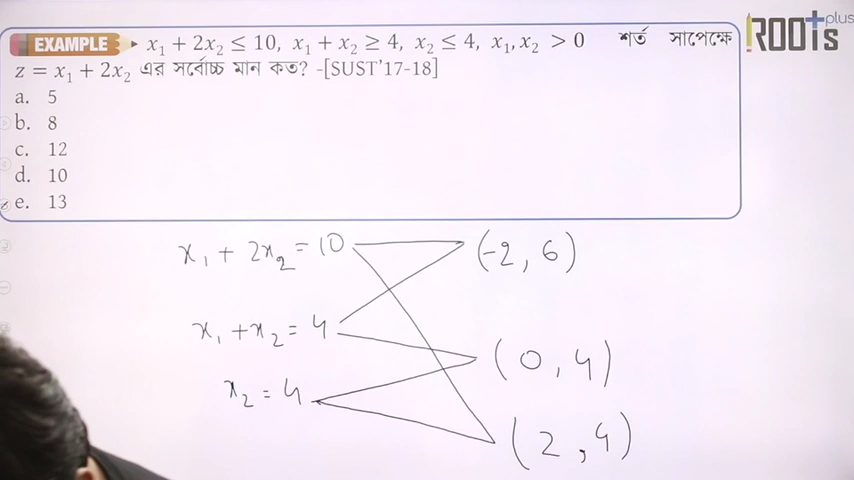 EXAMPLE x₁ + 2x₂ ≤ 10, x₁ + x₂ ≥ 4, x₂ ≤ 4, x₁, x₂ > 0 শর্ত সাপেক্ষে
z = x₁ + 2x₂ এর সর্বোচ্চ মান কত? -[SUST'17-18]
ROOTs plus
a. 5
b. 8
c. 12
d. 10
e. 13
x₁ + 2x₂ = 10 (-2, 6)
x₁ + x₂ = 4 (0, 4)
x₂ = 4 (2, 4)